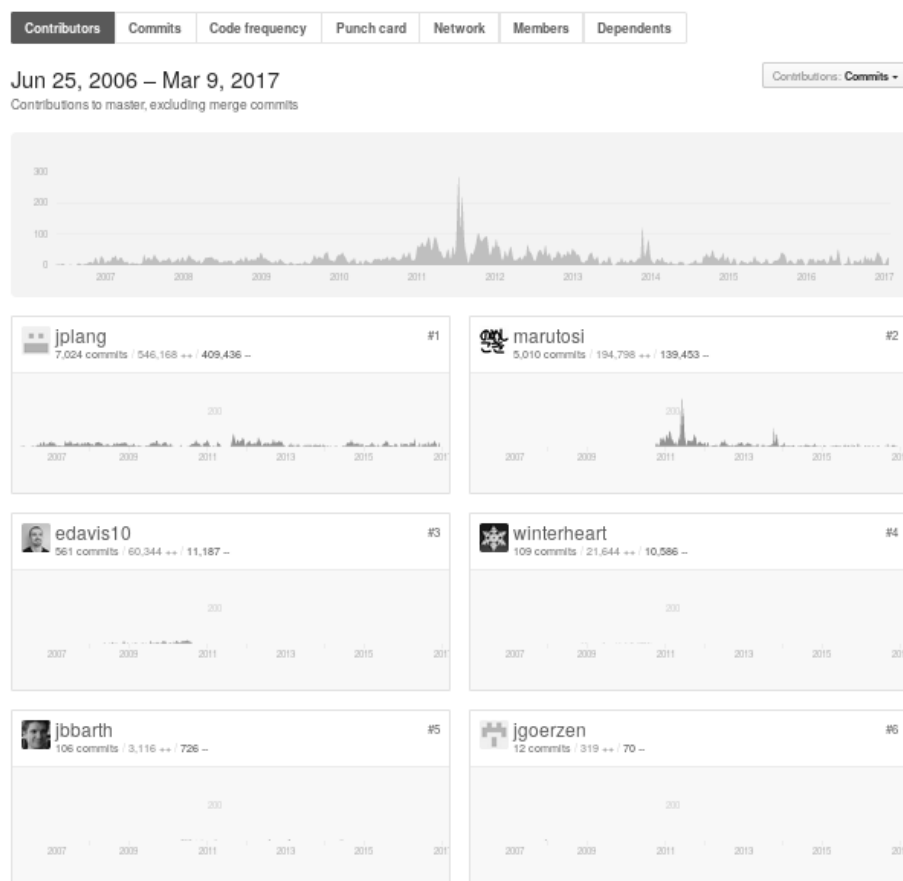 Contributors Commits Code frequency Punch card Network Members Dependents
Jun 25, 2006 – Mar 9, 2017
Contributions: Commits
Contributions to master, excluding merge commits
300
200
100
0
2007 2008 2009 2010 2011 2012 2013 2014 2015 2016 2017
jplang #1
7,024 commits / 546,168 ++ / 409,436 --
200
2007 2009 2011 2013 2015 201
marutosi #2
5,010 commits / 194,798 ++ / 139,453 --
200
2007 2009 2011 2013 2015 20
edavis10 #3
561 commits / 60,344 ++ / 11,187 --
200
2007 2009 2011 2013 2015 201
winterheart #4
109 commits / 21,644 ++ / 10,586 --
200
2007 2009 2011 2013 2015 20
jbbarth #5
106 commits / 3,116 ++ / 726 --
200
2007 2009 2011 2013 2015 201
jgoerzen #6
12 commits / 319 ++ / 70 --
200
2007 2009 2011 2013 2015 20